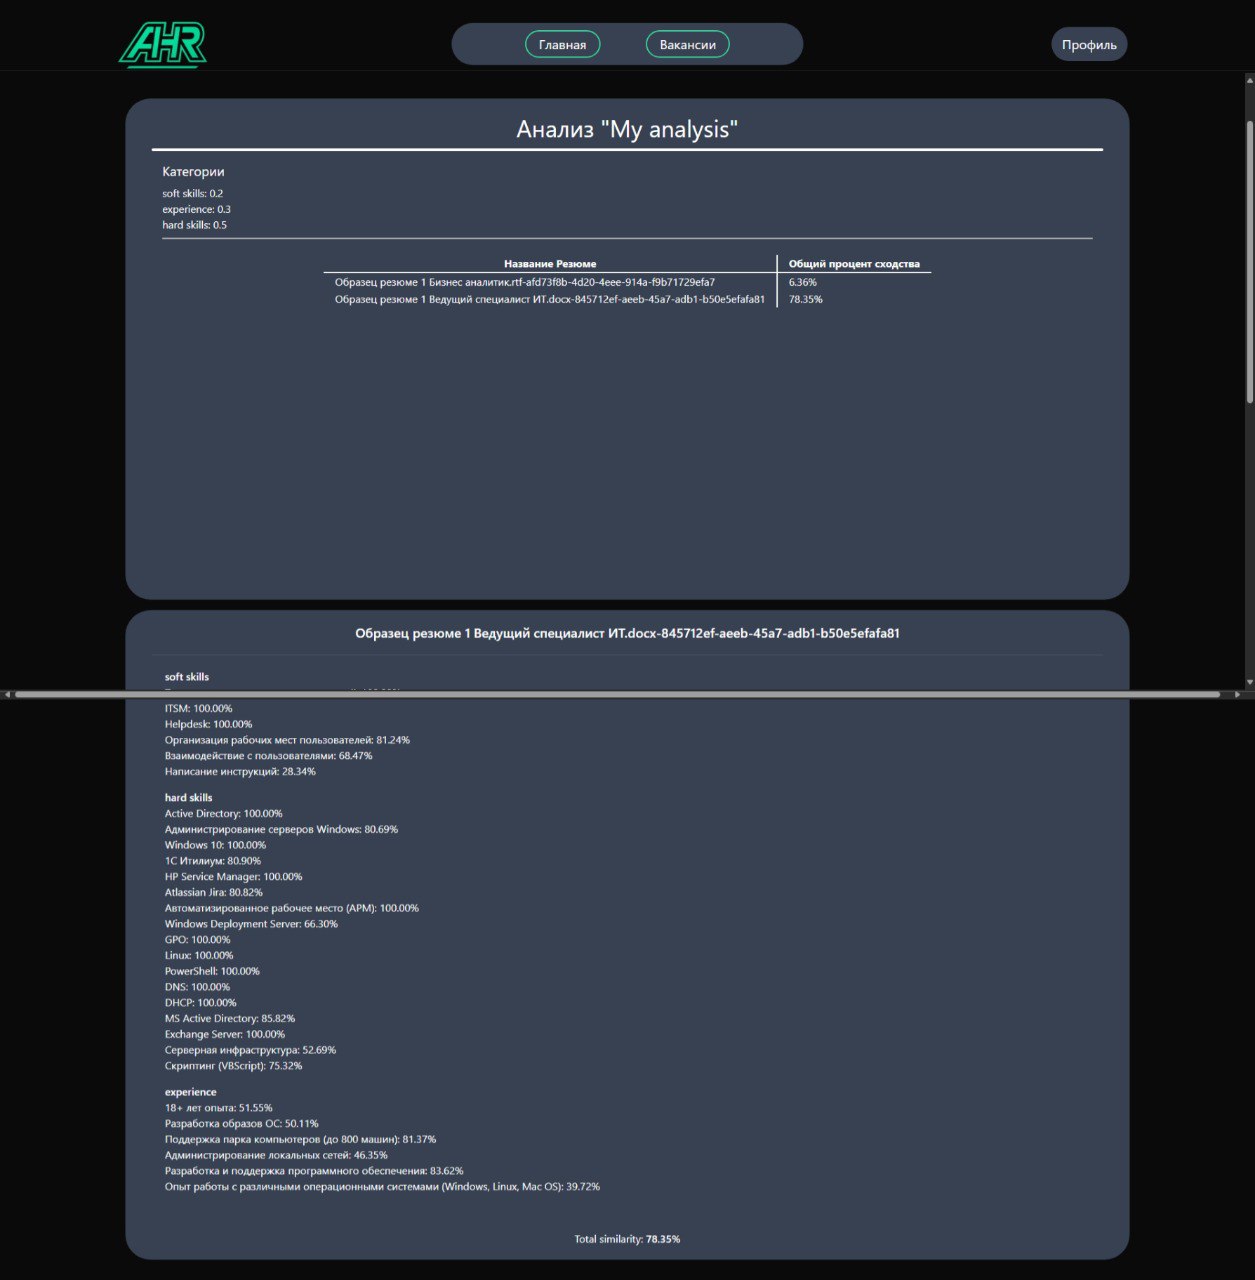 AHR
Главная
Вакансии
Профиль
Анализ "My analysis"
Категории
soft skills: 0.2
experience: 0.3
hard skills: 0.5
Название Резюме Общий процент сходства
Образец резюме 1 Бизнес аналитик.rtf-afd73f8b-4d20-4eee-914a-f9b71729efa7 6.36%
Образец резюме 1 Ведущий специалист ИТ.docx-845712ef-aeeb-45a7-adb1-b50e5efafa81 78.35%
Образец резюме 1 Ведущий специалист ИТ.docx-845712ef-aeeb-45a7-adb1-b50e5efafa81
soft skills
ITSM: 100.00%
Helpdesk: 100.00%
Организация рабочих мест пользователей: 81.24%
Взаимодействие с пользователями: 68.47%
Написание инструкций: 28.34%
hard skills
Active Directory: 100.00%
Администрирование серверов Windows: 80.69%
Windows 10: 100.00%
1С Итилиум: 80.90%
HP Service Manager: 100.00%
Atlassian Jira: 80.82%
Автоматизированное рабочее место (АРМ): 100.00%
Windows Deployment Server: 66.30%
GPO: 100.00%
Linux: 100.00%
PowerShell: 100.00%
DNS: 100.00%
DHCP: 100.00%
MS Active Directory: 85.82%
Exchange Server: 100.00%
Серверная инфраструктура: 52.69%
Скриптинг (VBScript): 75.32%
experience
18+ лет опыта: 51.55%
Разработка образов ОС: 50.11%
Поддержка парка компьютеров (до 800 машин): 81.37%
Администрирование локальных сетей: 46.35%
Разработка и поддержка программного обеспечения: 83.62%
Опыт работы с различными операционными системами (Windows, Linux, Mac OS): 39.72%
Total similarity: 78.35%